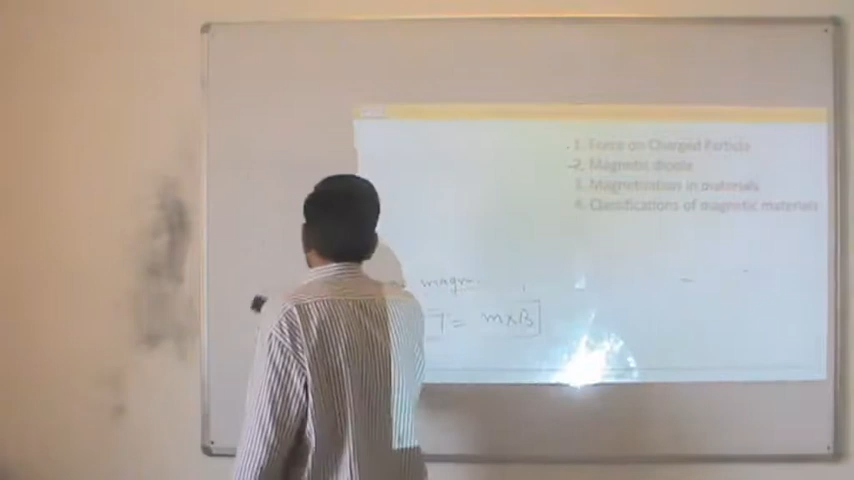 1. Force on Charged Particle
2. Magnetic dipole
3. Magnetization in materials
4. Classifications of magnetic materials
magn
= m×B